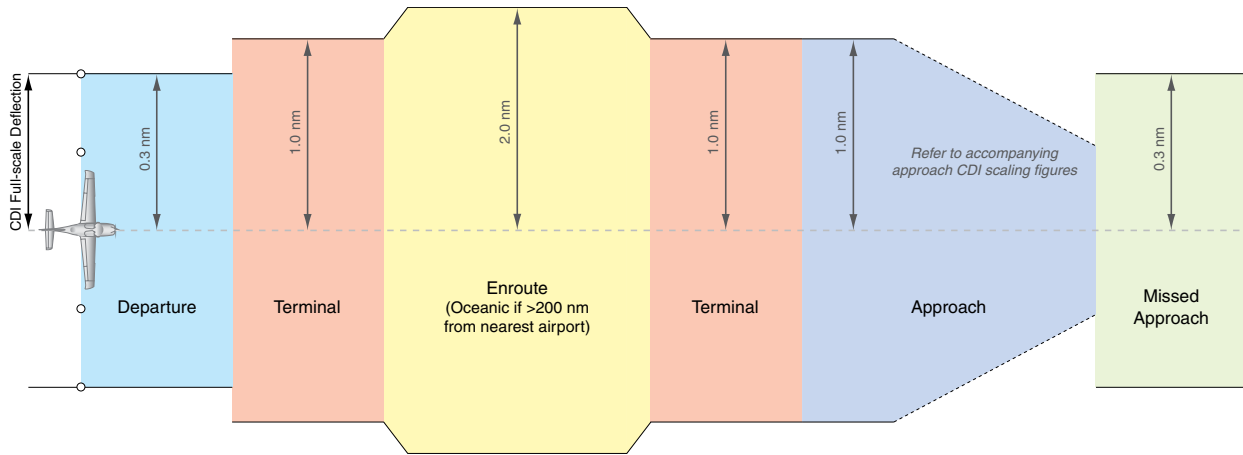 CDI Full-scale Deflection
0.3 nm
1.0 nm
2.0 nm
1.0 nm
1.0 nm
Refer to accompanying
approach CDI scaling figures
0.3 nm
Departure
Terminal
Enroute
(Oceanic if >200 nm
from nearest airport)
Terminal
Approach
Missed
Approach